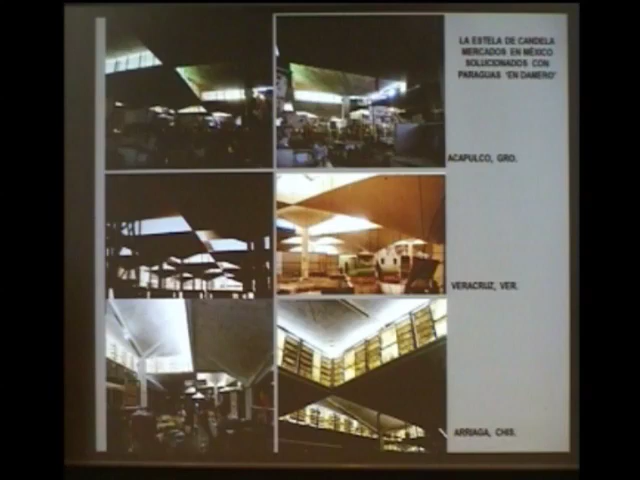 LA ESTELA DE CANDELA
MERCADOS EN MÉXICO
SOLUCIONADOS CON
PARAGUAS 'EN DAMERO'
ACAPULCO, GRO.
VERACRUZ, VER.
ARRIAGA, CHIS.